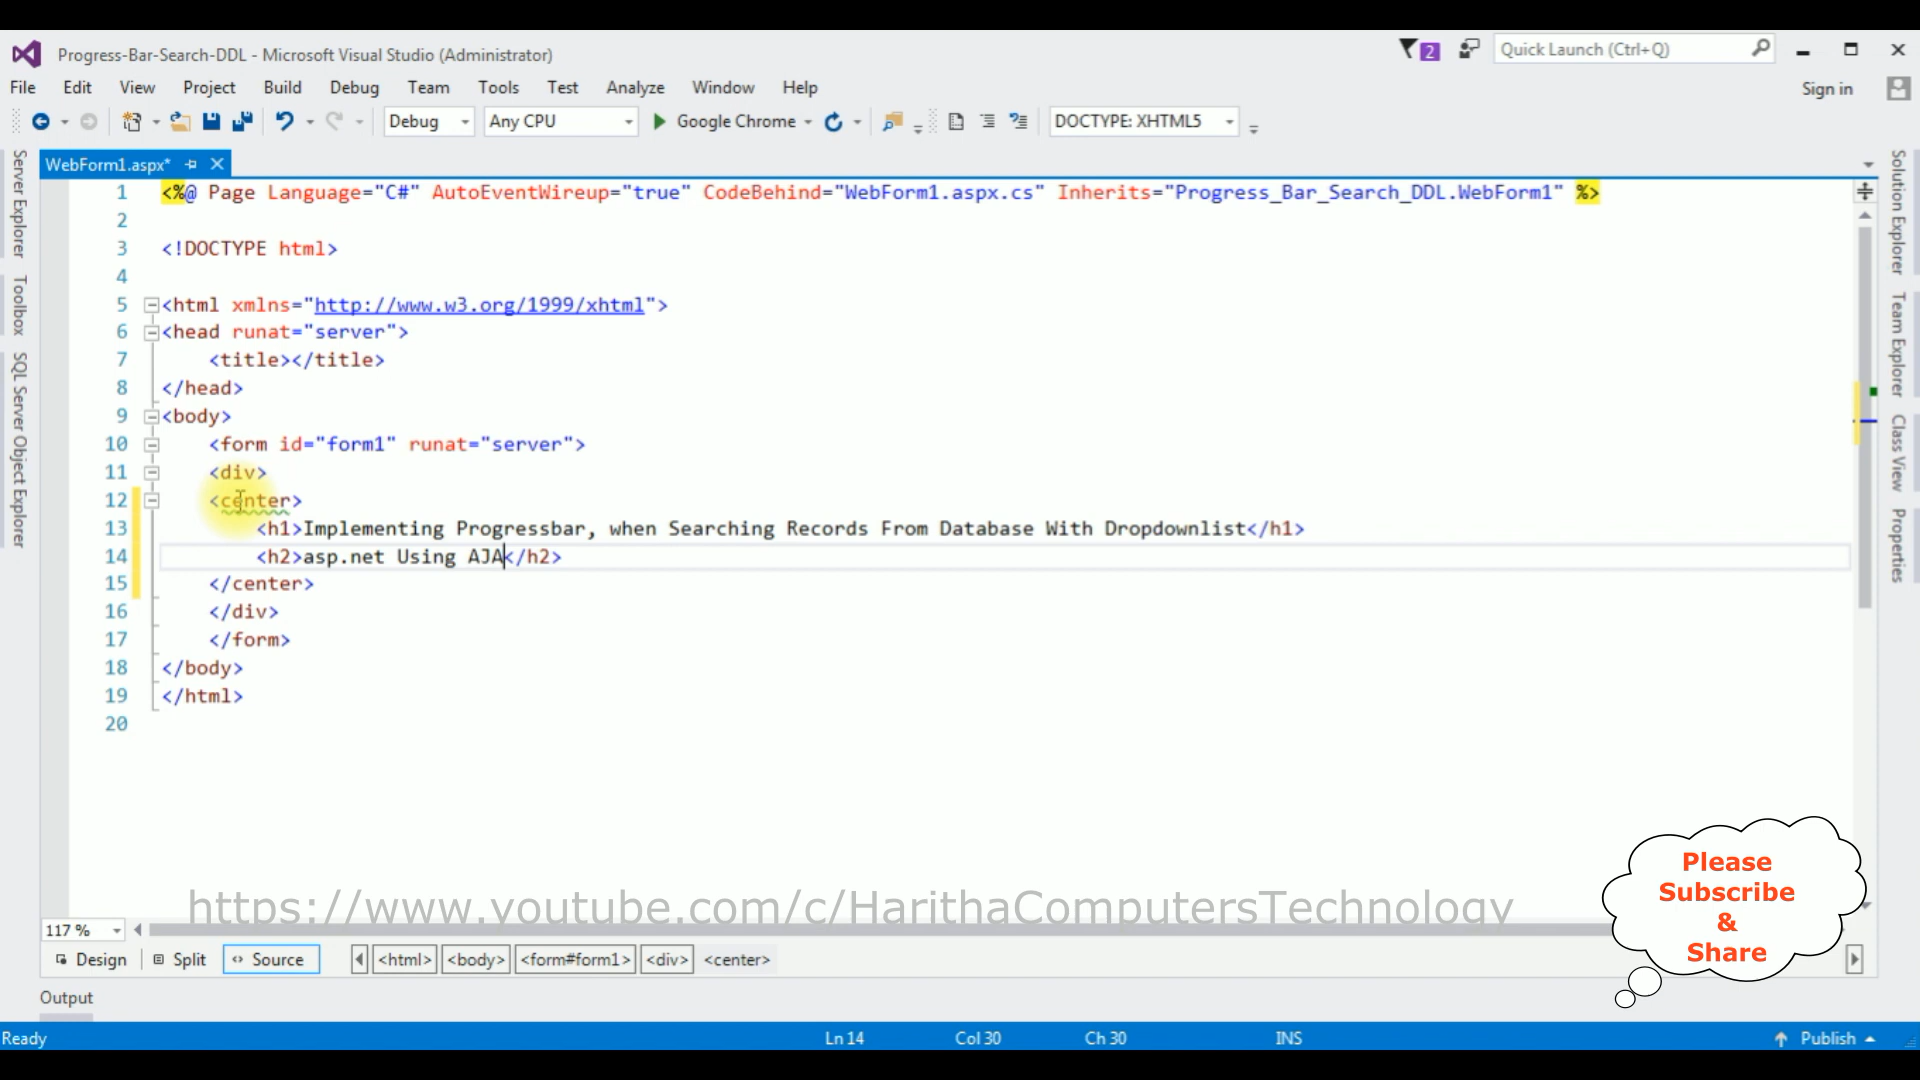 Progress-Bar-Search-DDL - Microsoft Visual Studio (Administrator)
2
Quick Launch (Ctrl+Q)
File Edit View Project Build Debug Team Tools Test Analyze Window Help
Sign in
Debug Any CPU Google Chrome DOCTYPE: XHTML5
WebForm1.aspx*
Server Explorer
Toolbox
SQL Server Object Explorer
1 <%@ Page Language="C#" AutoEventWireup="true" CodeBehind="WebForm1.aspx.cs" Inherits="Progress_Bar_Search_DDL.WebForm1" %>
2
3 <!DOCTYPE html>
4
5 <html xmlns="http://www.w3.org/1999/xhtml">
6 <head runat="server">
7 <title></title>
8 </head>
9 <body>
10 <form id="form1" runat="server">
11 <div>
12 <center>
13 <h1>Implementing Progressbar, when Searching Records From Database With Dropdownlist</h1>
14 <h2>asp.net Using AJA</h2>
15 </center>
16 </div>
17 </form>
18 </body>
19 </html>
20
Solution Explorer
Team Explorer
Class View
Properties
https://www.youtube.com/c/HarithaComputersTechnology
Please
Subscribe
&
Share
117 %
Design Split Source <html> <body> <form#form1> <div> <center>
Output
Ready Ln 14 Col 30 Ch 30 INS Publish